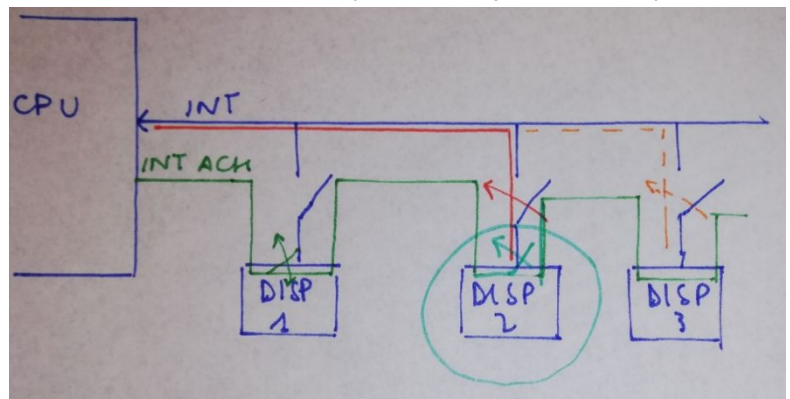 CPU
INT
INT ACK
DISP
1
DISP
2
DISP
3